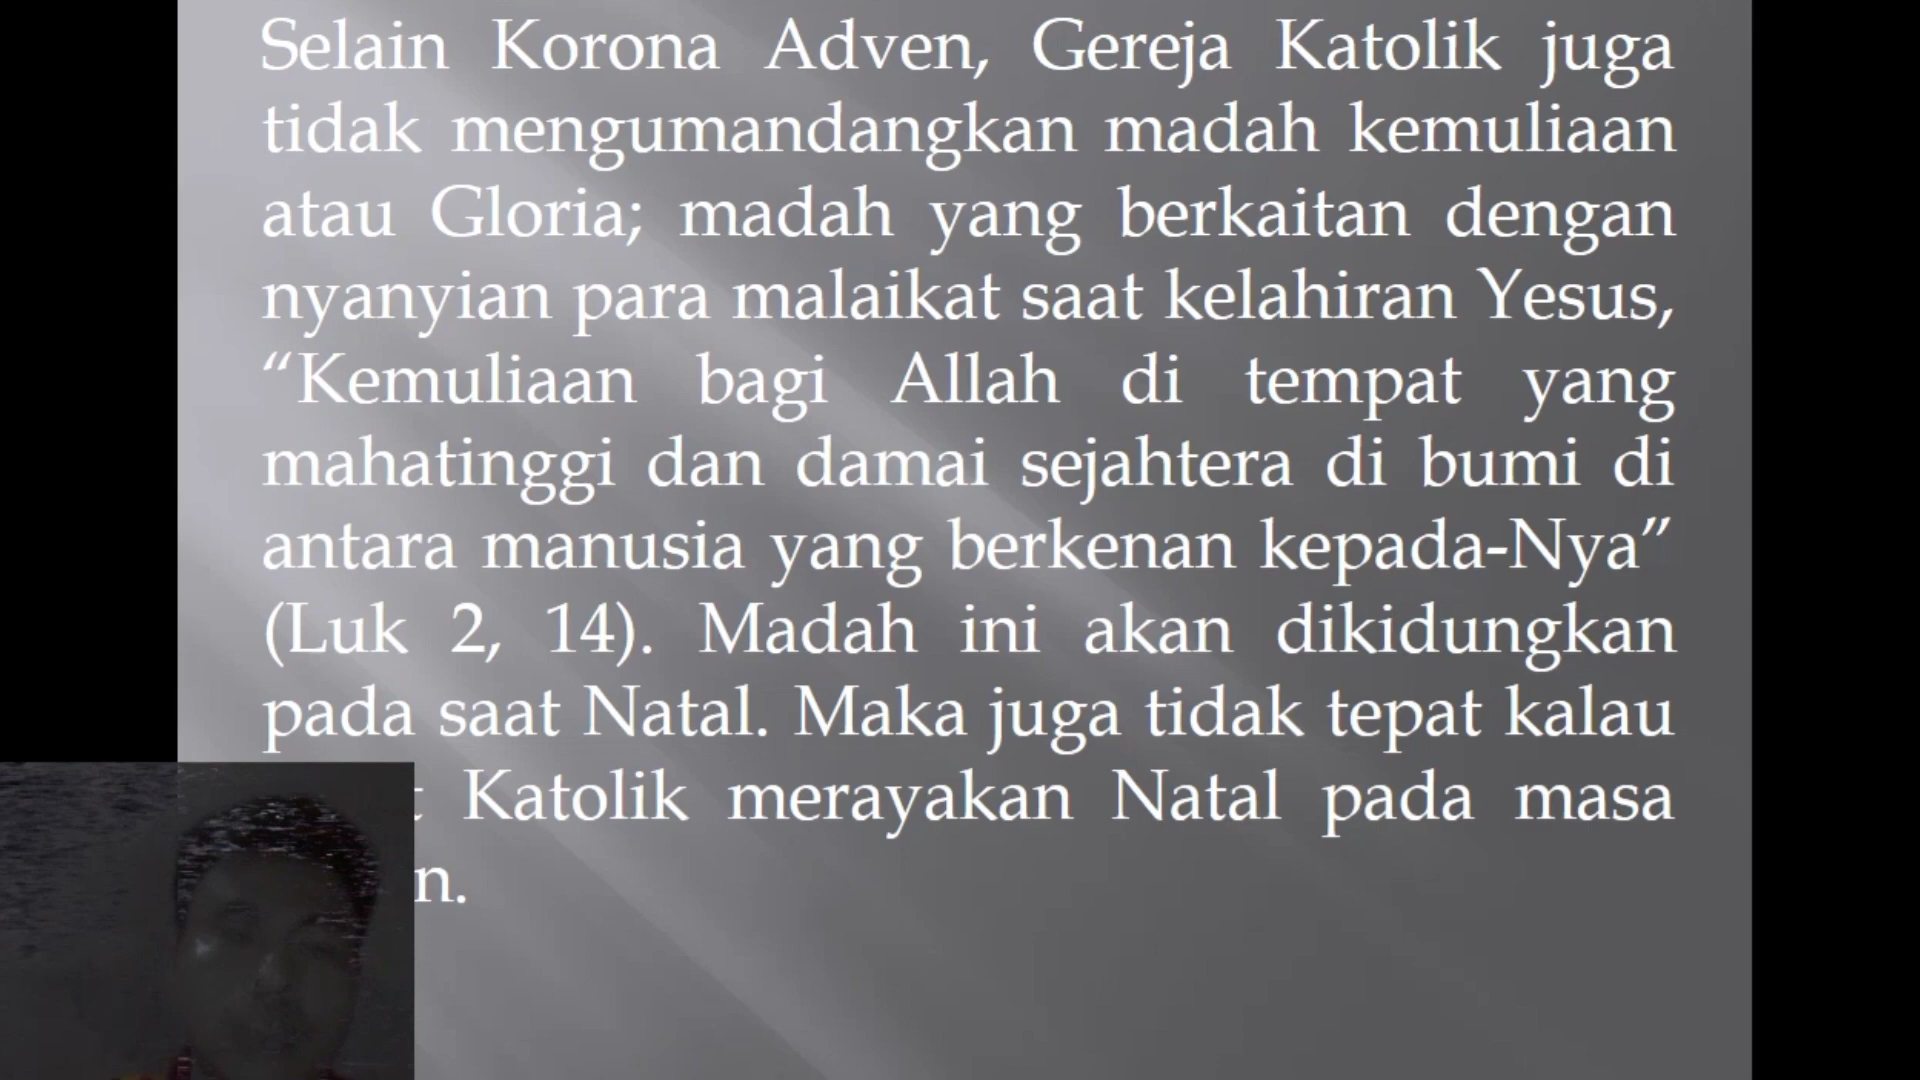 Selain Korona Adven, Gereja Katolik juga
tidak mengumandangkan madah kemuliaan
atau Gloria; madah yang berkaitan dengan
nyanyian para malaikat saat kelahiran Yesus,
“Kemuliaan bagi Allah di tempat yang
mahatinggi dan damai sejahtera di bumi di
antara manusia yang berkenan kepada-Nya”
(Luk 2, 14). Madah ini akan dikidungkan
pada saat Natal. Maka juga tidak tepat kalau
Katolik merayakan Natal pada masa